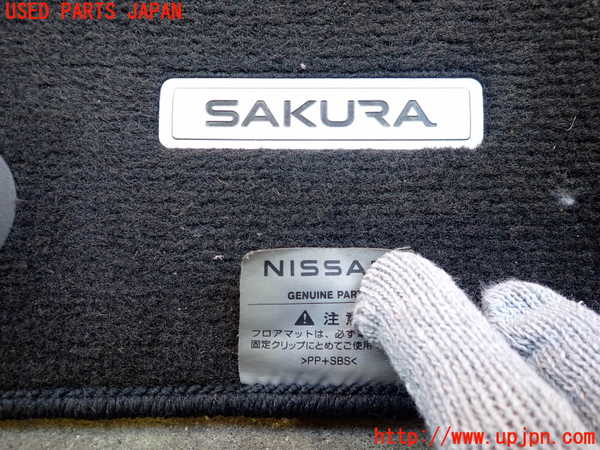 USED PARTS JAPAN
SAKURA
NISSA
GENUINE PAR
⚠ 注
フロアマットは、必ず
固定クリップにとめてご使用
>PP+SBS<
http://www.upjpn.com/